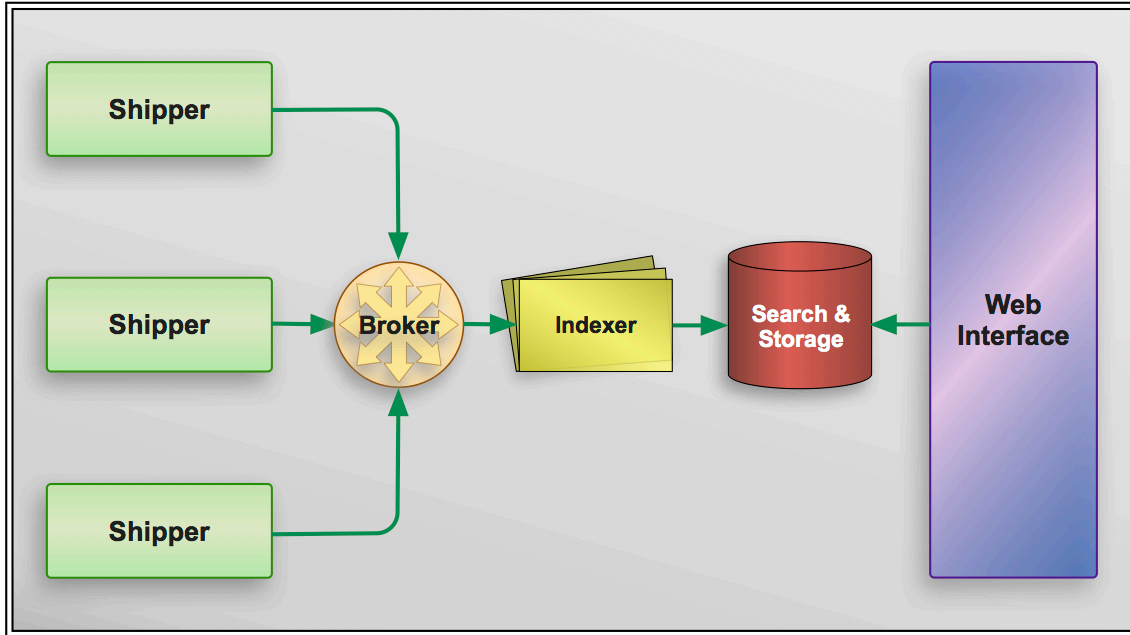 Shipper
Shipper
Shipper
Broker
Indexer
Search &
Storage
Web
Interface